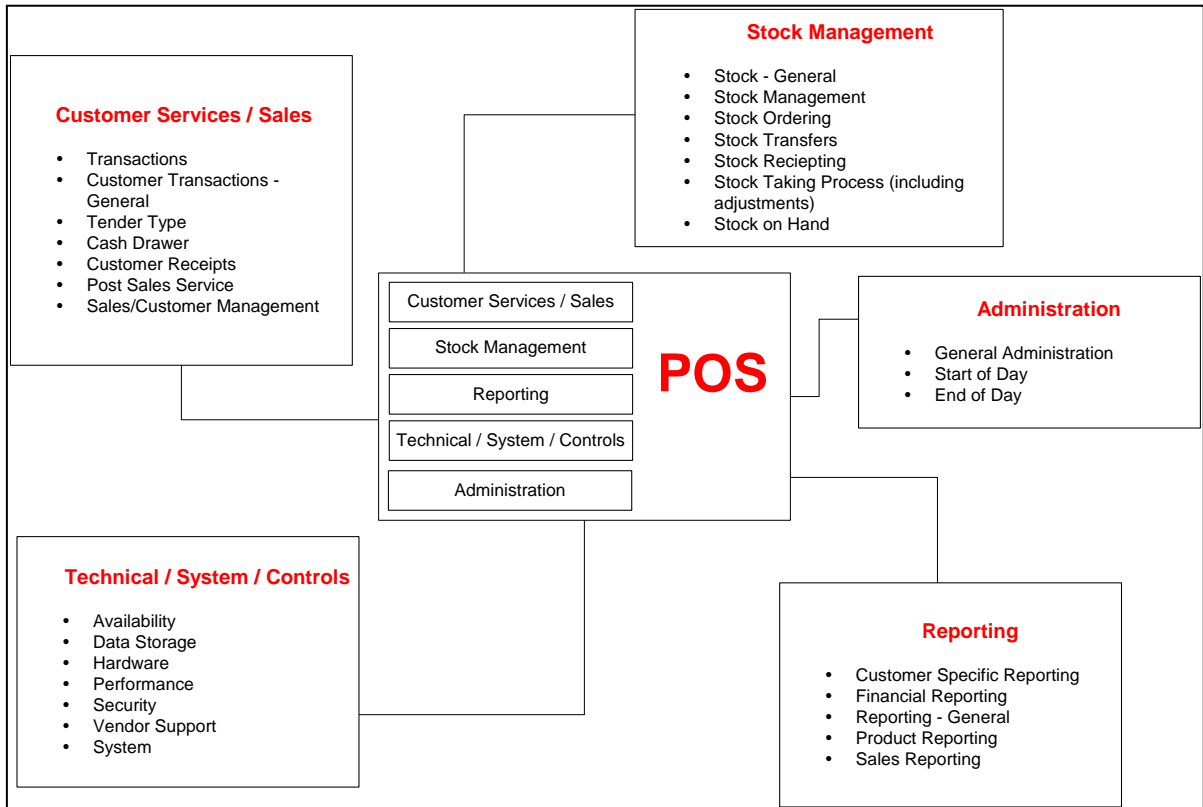 Stock Management
• Stock - General
• Stock Management
• Stock Ordering
• Stock Transfers
• Stock Reciepting
• Stock Taking Process (including
adjustments)
• Stock on Hand
Customer Services / Sales
• Transactions
• Customer Transactions -
General
• Tender Type
• Cash Drawer
• Customer Receipts
• Post Sales Service
• Sales/Customer Management
Customer Services / Sales
Stock Management
Reporting
Technical / System / Controls
Administration
POS
Administration
• General Administration
• Start of Day
• End of Day
Technical / System / Controls
• Availability
• Data Storage
• Hardware
• Performance
• Security
• Vendor Support
• System
Reporting
• Customer Specific Reporting
• Financial Reporting
• Reporting - General
• Product Reporting
• Sales Reporting